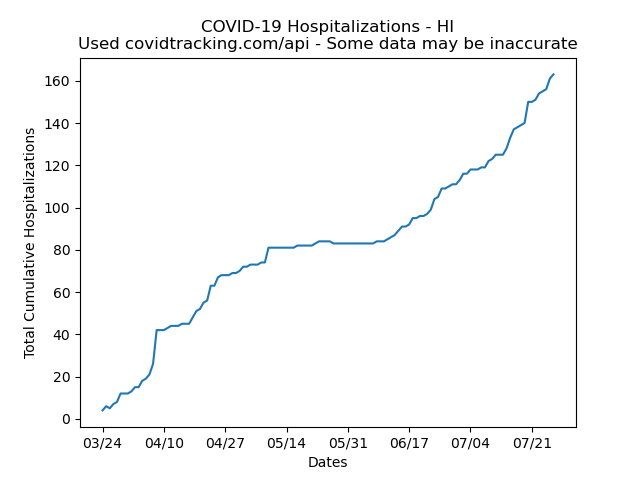 COVID-19 Hospitalizations - HI
Used covidtracking.com/api - Some data may be inaccurate
160
140
120
100
80
60
40
20
0
Total Cumulative Hospitalizations
03/24 04/10 04/27 05/14 05/31 06/17 07/04 07/21
Dates